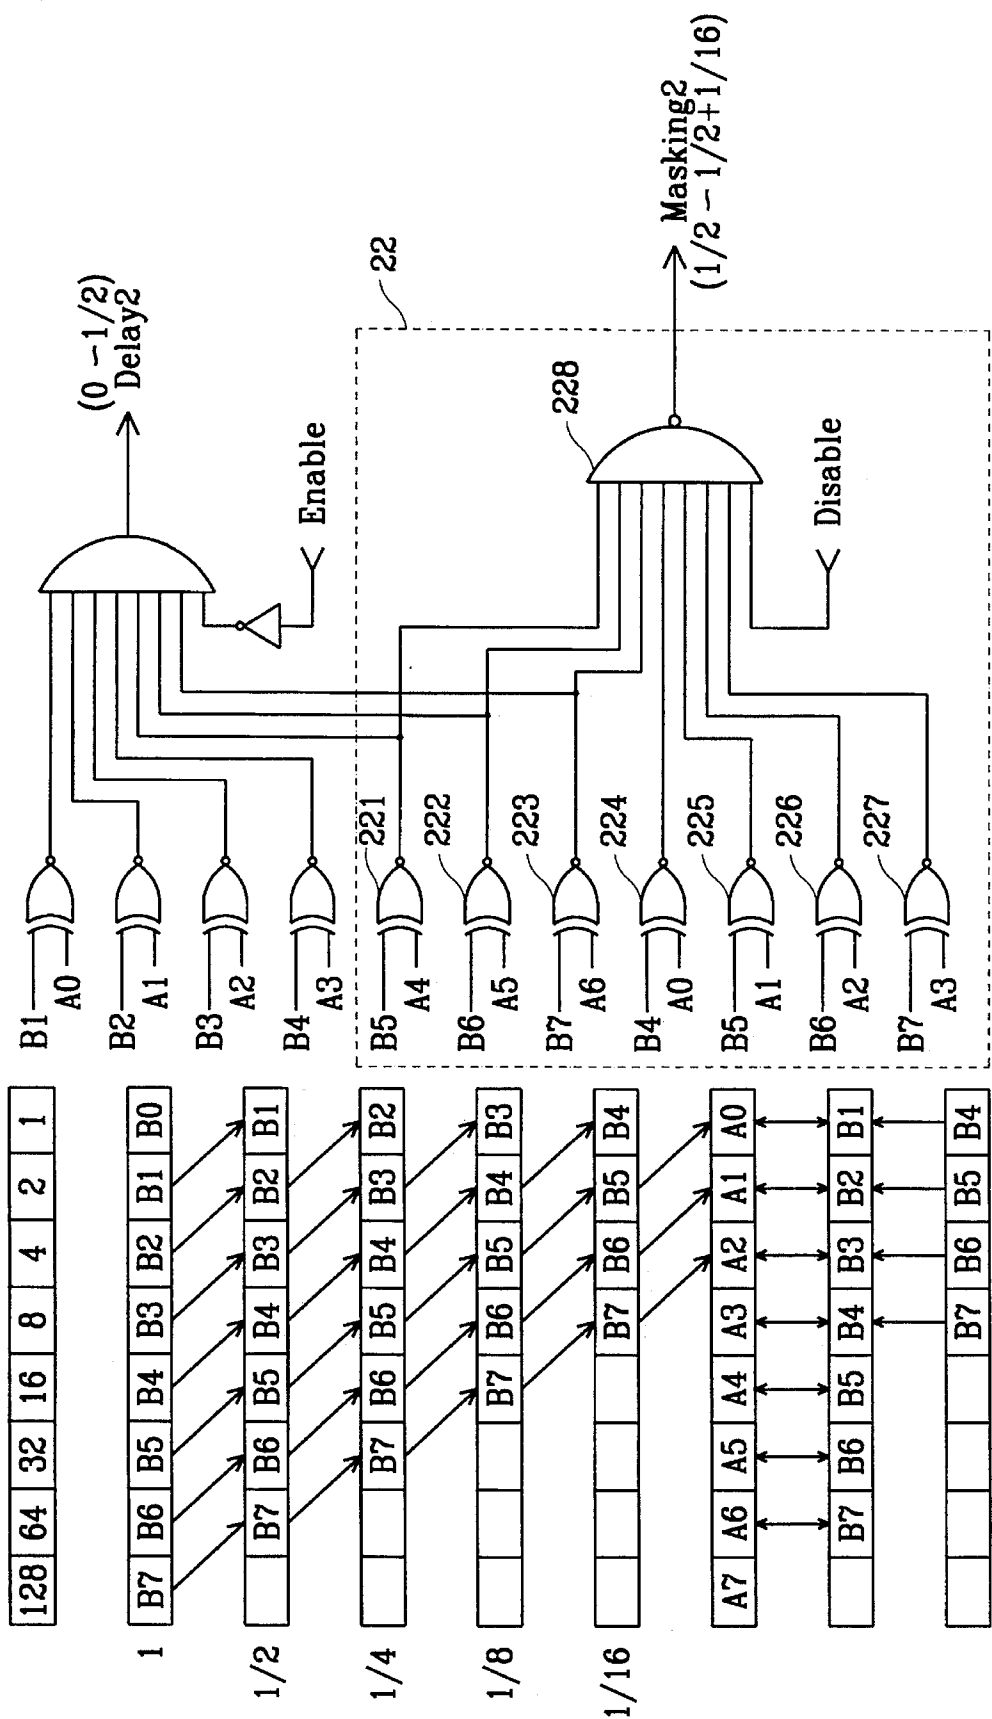 128 64 32 16 8 4 2 1
1 B7 B6 B5 B4 B3 B2 B1 B0
1/2 B7 B6 B5 B4 B3 B2 B1
1/4 B7 B6 B5 B4 B3 B2
1/8 B7 B6 B5 B4 B3
1/16 B7 B6 B5 B4
A7 A6 A5 A4 A3 A2 A1 A0
B7 B6 B5 B4 B3 B2 B1
B7 B6 B5 B4
B1
A0
B2
A1
B3
A2
B4
A3
B5
A4
221
B6
A5
222
B7
A6
223
B4
A0
224
B5
A1
225
B6
A2
226
B7
A3
227
Enable
(0 - 1/2)
Delay2
22
228
Disable
Masking2
(1/2 - 1/2+1/16)